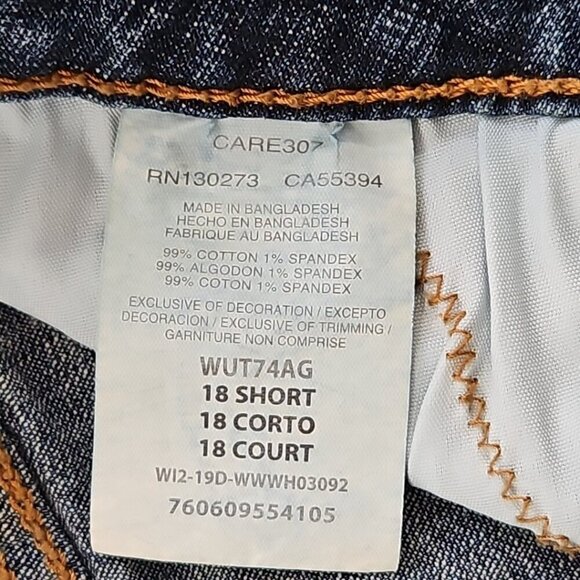 CARE307
RN130273 CA55394
MADE IN BANGLADESH
HECHO EN BANGLADESH
FABRIQUE AU BANGLADESH
99% COTTON 1% SPANDEX
99% ALGODON 1% SPANDEX
99% COTON 1% SPANDEX
EXCLUSIVE OF DECORATION / EXCEPTO
DECORACION / EXCLUSIVE OF TRIMMING /
GARNITURE NON COMPRISE
WUT74AG
18 SHORT
18 CORTO
18 COURT
WI2-19D-WWWH03092
760609554105